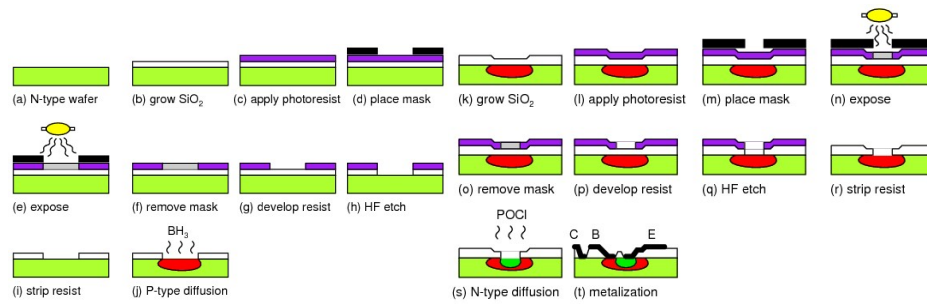 (a) N-type wafer
(b) grow SiO₂
(c) apply photoresist
(d) place mask
(e) expose
(f) remove mask
(g) develop resist
(h) HF etch
BH₃
(i) strip resist
(j) P-type diffusion
(k) grow SiO₂
(l) apply photoresist
(m) place mask
(n) expose
(o) remove mask
(p) develop resist
(q) HF etch
(r) strip resist
POCl
C B E
(s) N-type diffusion
(t) metalization